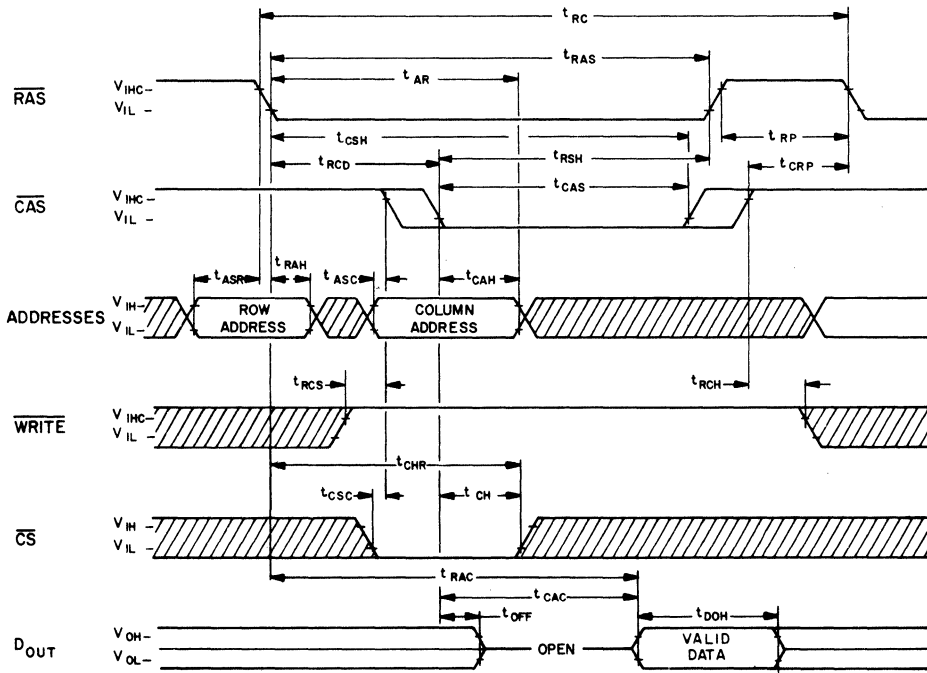 tRC
tRAS
tAR
RAS
VIHC
VIL
tCSH
tRP
tRCD
tRSH
tCRP
tCAS
CAS
VIHC
VIL
tASR
tRAH
tASC
tCAH
ADDRESSES
VIH
VIL
ROW
ADDRESS
COLUMN
ADDRESS
tRCS
tRCH
WRITE
VIHC
VIL
tCHR
tCSC
tCH
CS
VIH
VIL
tRAC
tCAC
tOFF
tDOH
DOUT
VOH
VOL
OPEN
VALID
DATA